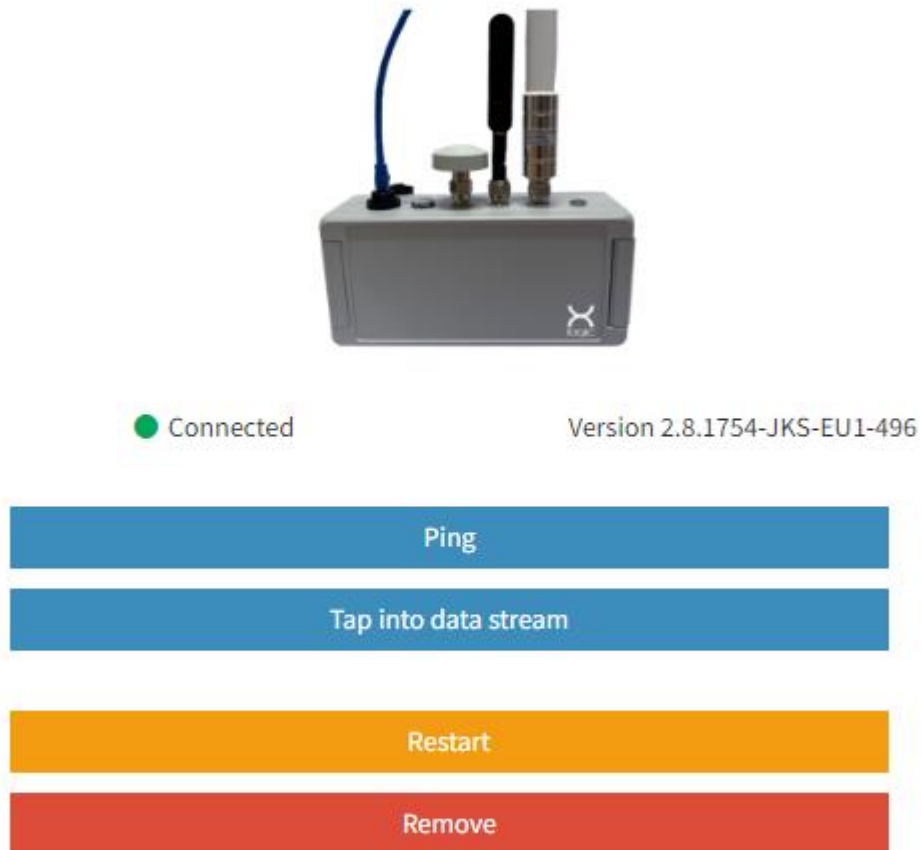 Connected
Version 2.8.1754-JKS-EU1-496
Ping
Tap into data stream
Restart
Remove